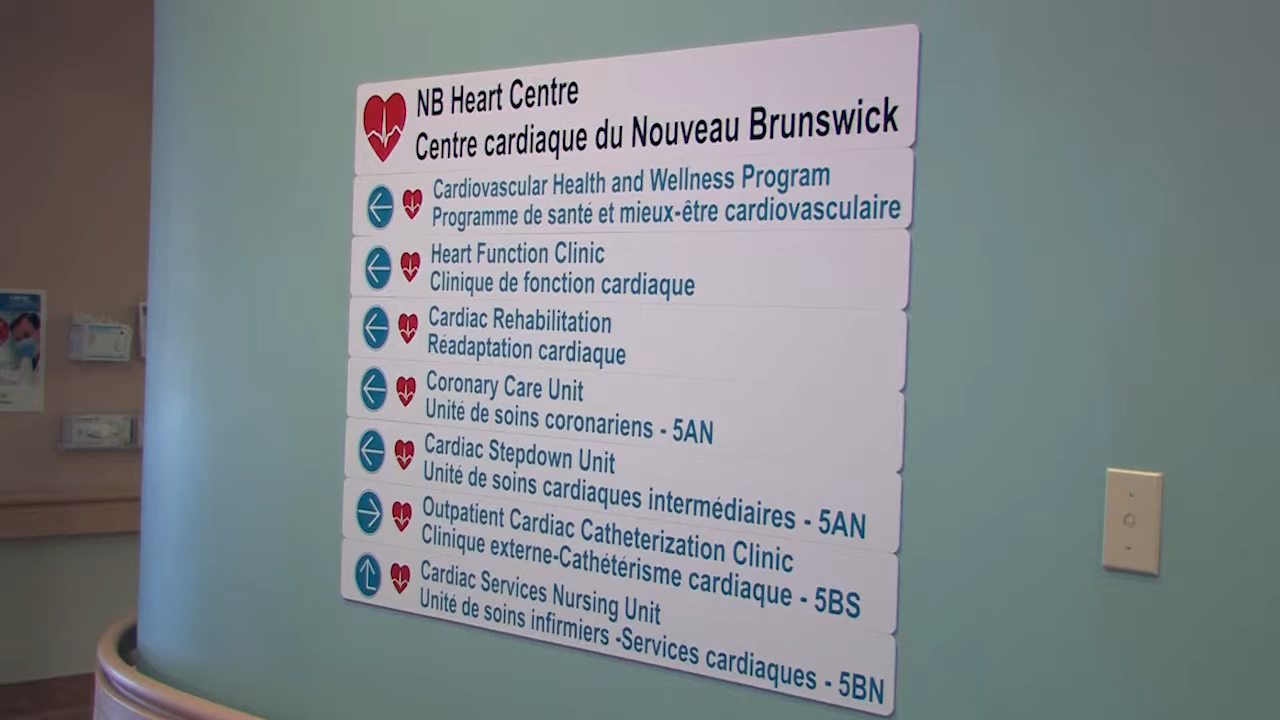 NB Heart Centre
Centre cardiaque du Nouveau Brunswick
Cardiovascular Health and Wellness Program
Programme de santé et mieux-être cardiovasculaire
Heart Function Clinic
Clinique de fonction cardiaque
Cardiac Rehabilitation
Réadaptation cardiaque
Coronary Care Unit
Unité de soins coronariens - 5AN
Cardiac Stepdown Unit
Unité de soins cardiaques intermédiaires - 5AN
Outpatient Cardiac Catheterization Clinic
Clinique externe-Cathétérisme cardiaque - 5BS
Cardiac Services Nursing Unit
Unité de soins infirmiers -Services cardiaques - 5BN